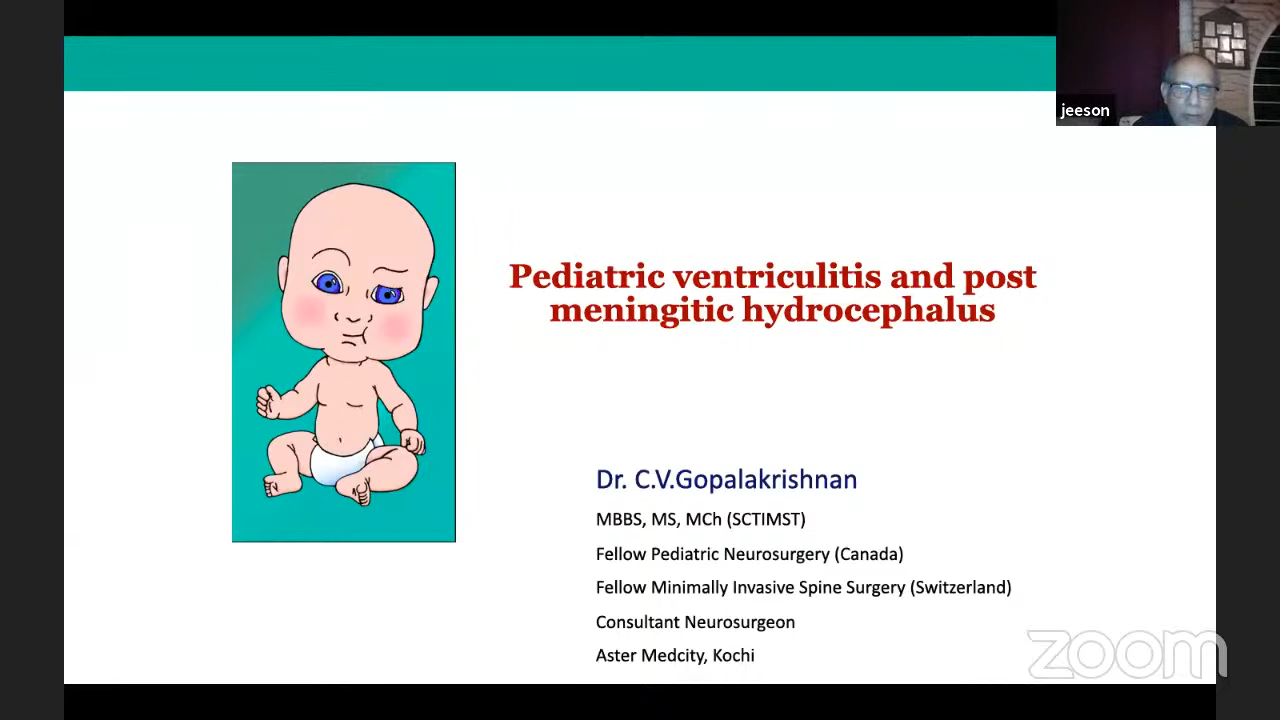 jeeson
Pediatric ventriculitis and post
meningitic hydrocephalus
Dr. C.V.Gopalakrishnan
MBBS, MS, MCh (SCTIMST)
Fellow Pediatric Neurosurgery (Canada)
Fellow Minimally Invasive Spine Surgery (Switzerland)
Consultant Neurosurgeon
Aster Medcity, Kochi
zoom